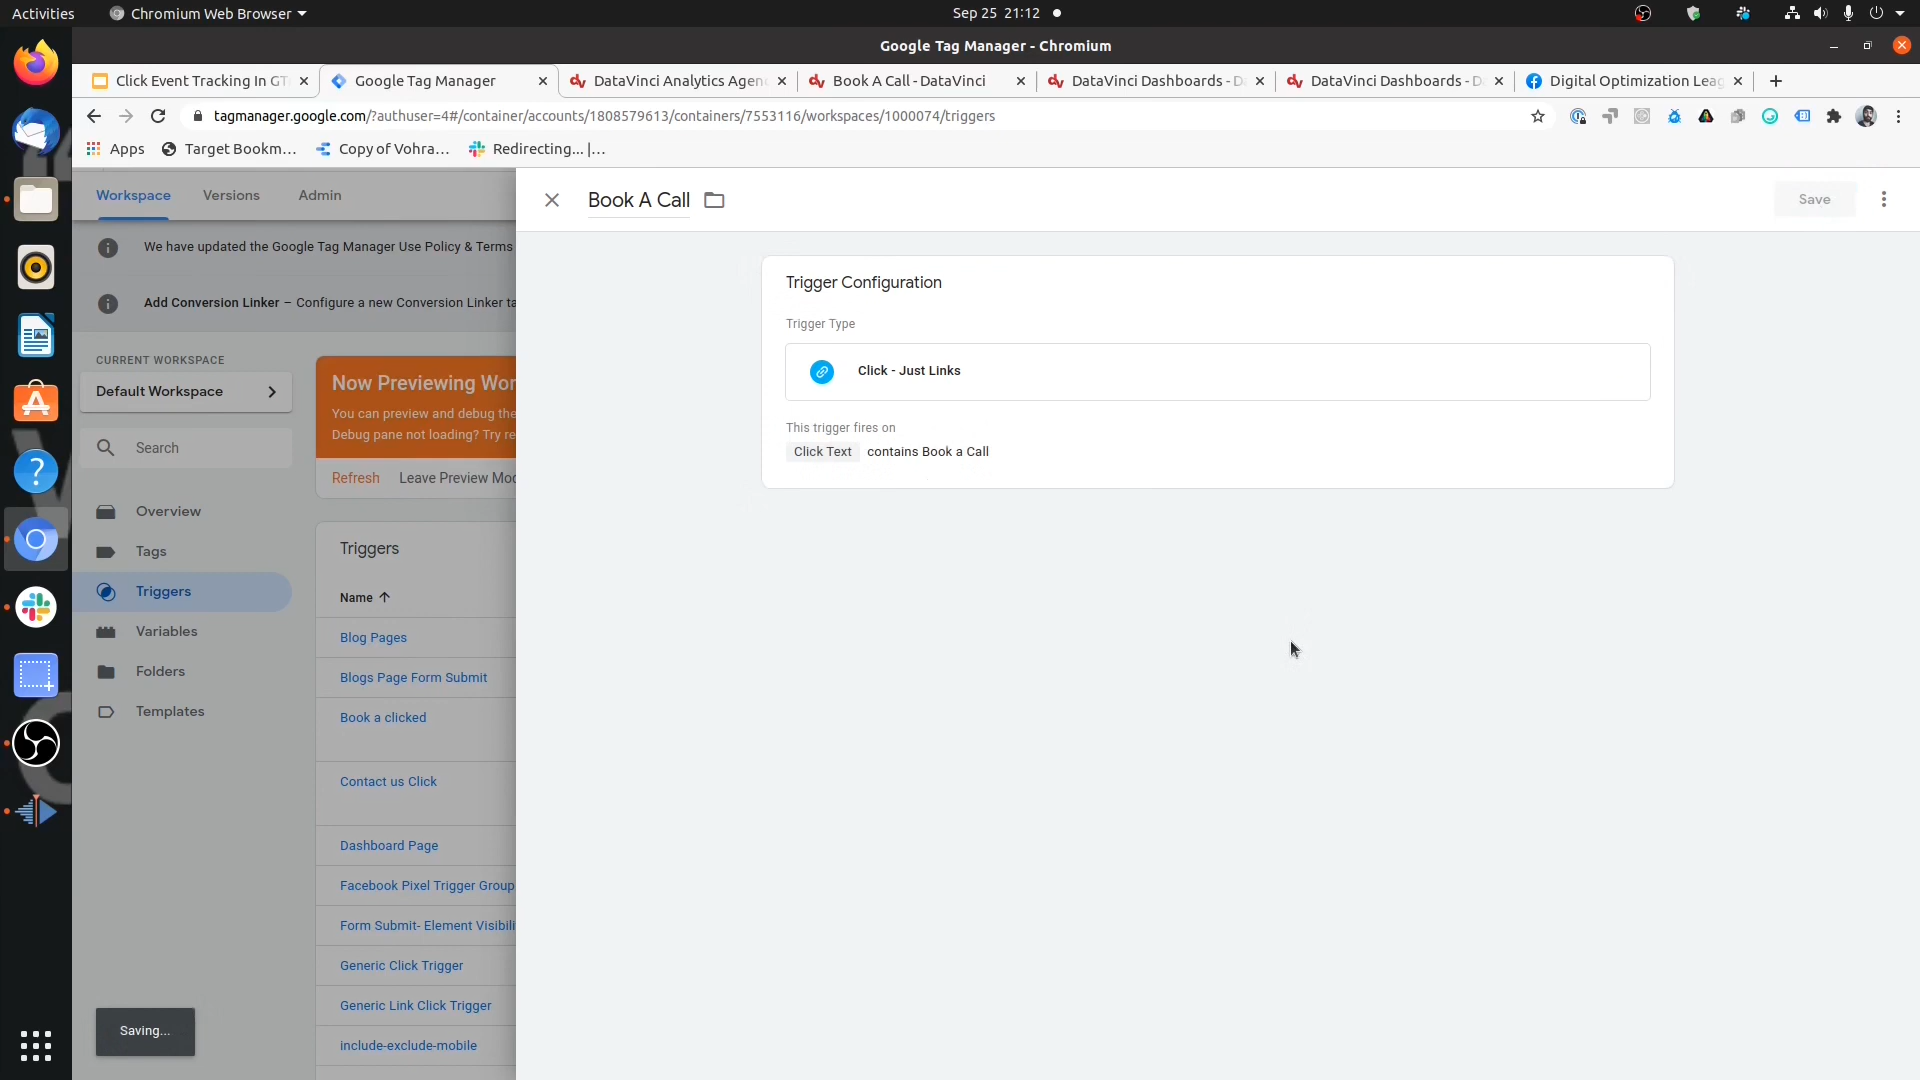 Activities
Chromium Web Browser
Sep 25 21:12
Google Tag Manager - Chromium
Click Event Tracking In GT
Google Tag Manager
DataVinci Analytics Agen
Book A Call - DataVinci
DataVinci Dashboards - D
DataVinci Dashboards - D
Digital Optimization Leag
tagmanager.google.com/?authuser=4#/container/accounts/1808579613/containers/7553116/workspaces/1000074/triggers
Apps
Target Bookm...
Copy of Vohra...
Redirecting... |...
Workspace
Versions
Admin
Book A Call
Save
We have updated the Google Tag Manager Use Policy & Terms
Add Conversion Linker – Configure a new Conversion Linker ta
CURRENT WORKSPACE
Default Workspace
Search
Overview
Tags
Triggers
Variables
Folders
Templates
Now Previewing Wor
You can preview and debug the
Debug pane not loading? Try re
Refresh
Leave Preview Mod
Triggers
Name
Blog Pages
Blogs Page Form Submit
Book a clicked
Contact us Click
Dashboard Page
Facebook Pixel Trigger Group
Form Submit- Element Visibili
Generic Click Trigger
Generic Link Click Trigger
include-exclude-mobile
Trigger Configuration
Trigger Type
Click - Just Links
This trigger fires on
Click Text contains Book a Call
Saving...